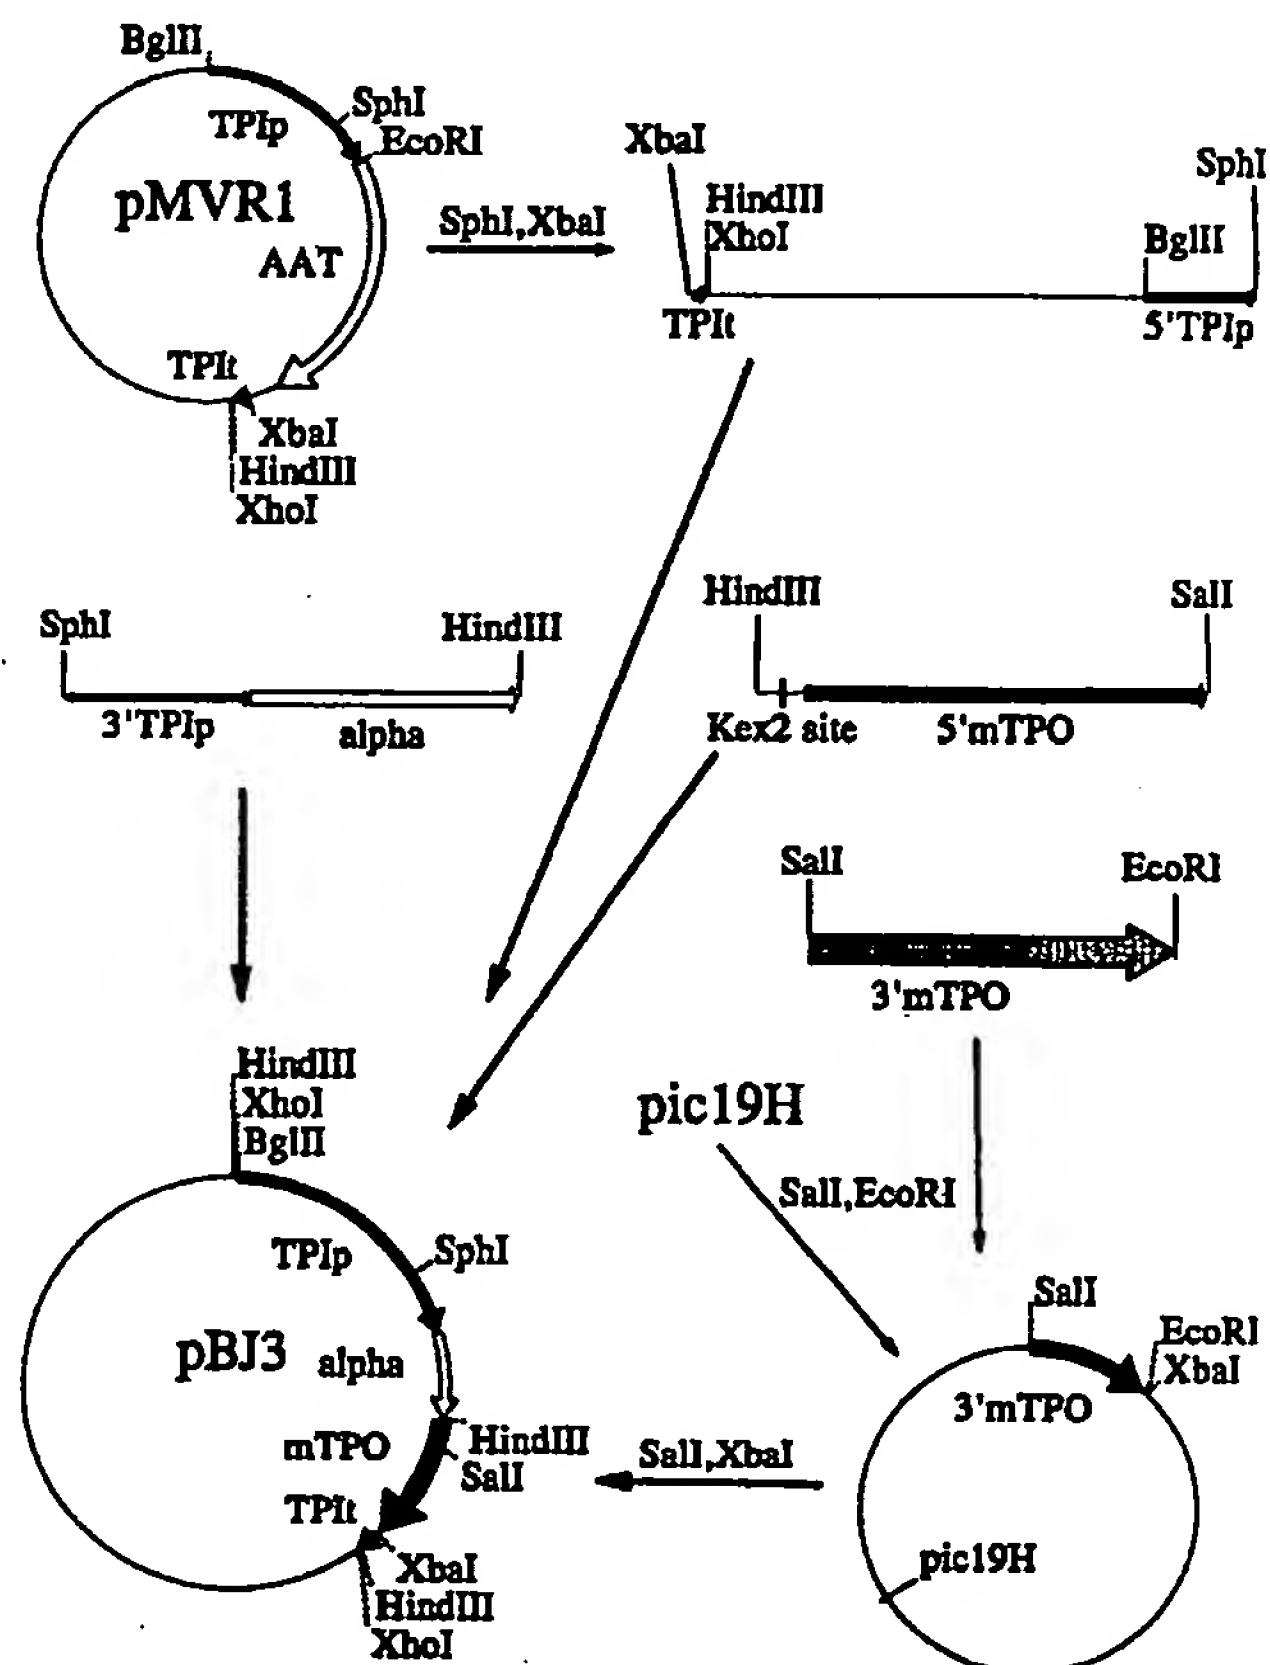 BglII
SphI
TPIp
EcoRI
pMVR1
AAT
TPIt
XbaI
HindIII
XhoI
SphI,XbaI
XbaI
HindIII
XhoI
SphI
BglII
TPIt
5'TPIp
SphI
HindIII
3'TPIp
alpha
HindIII
SalI
Kex2 site
5'mTPO
SalI
EcoRI
3'mTPO
pic19H
SalI,EcoRI
HindIII
XhoI
BglII
TPIp
SphI
pBJ3
alpha
mTPO
HindIII
SalI
TPIt
XbaI
HindIII
XhoI
SalI,XbaI
SalI
EcoRI
XbaI
3'mTPO
pic19H